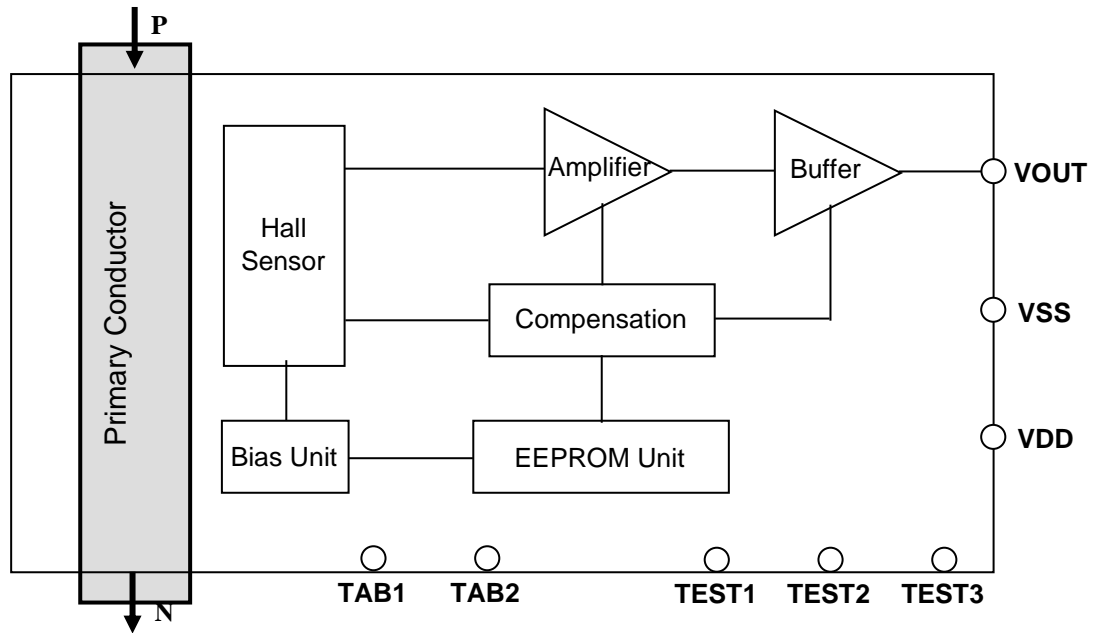 P
Primary Conductor
Hall
Sensor
Amplifier
Buffer
VOUT
Compensation
VSS
Bias Unit
EEPROM Unit
VDD
TAB1
TAB2
TEST1
TEST2
TEST3
N